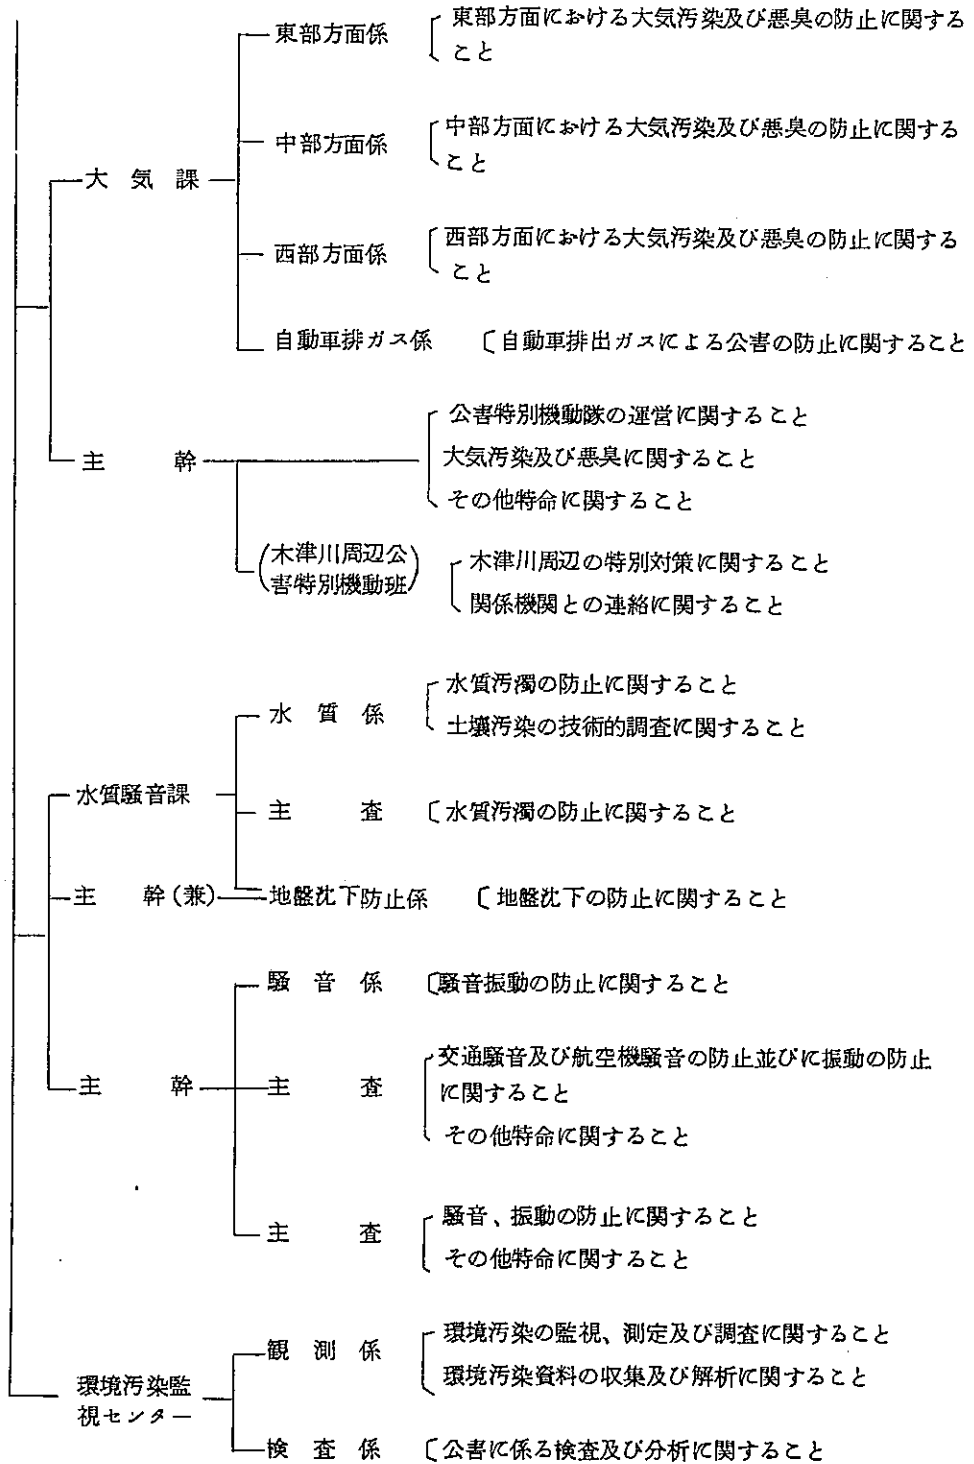 東部方面係 〔東部方面における大気汚染及び悪臭の防止に関する
こと
中部方面係 〔中部方面における大気汚染及び悪臭の防止に関する
こと
大気課
西部方面係 〔西部方面における大気汚染及び悪臭の防止に関する
こと
自動車排ガス係 〔自動車排出ガスによる公害の防止に関すること
公害特別機動隊の運営に関すること
主幹 大気汚染及び悪臭に関すること
その他特命に関すること
(木津川周辺公 木津川周辺の特別対策に関すること
害特別機動班) 関係機関との連絡に関すること
水質係 水質汚濁の防止に関すること
土壌汚染の技術的調査に関すること
水質騒音課
主査 〔水質汚濁の防止に関すること
主幹(兼) 地盤沈下防止係 〔地盤沈下の防止に関すること
騒音係 〔騒音振動の防止に関すること
交通騒音及び航空機騒音の防止並びに振動の防止
主幹 主査 に関すること
その他特命に関すること
主査 騒音、振動の防止に関すること
その他特命に関すること
観測係 環境汚染の監視、測定及び調査に関すること
環境汚染資料の収集及び解析に関すること
環境汚染監
視センター
検査係 〔公害に係る検査及び分析に関すること